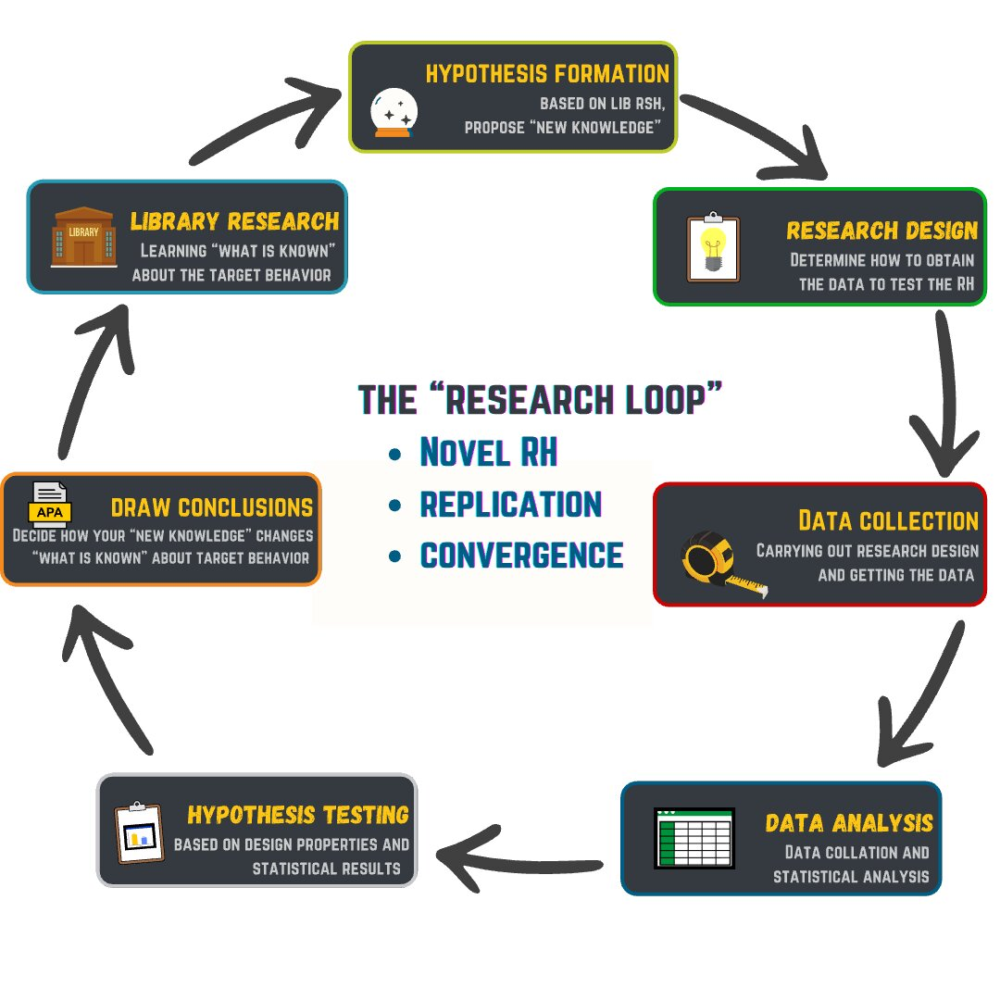 HYPOTHESIS FORMATION
BASED ON LIB RSH,
PROPOSE “NEW KNOWLEDGE”
RESEARCH DESIGN
DETERMINE HOW TO OBTAIN
THE DATA TO TEST THE RH
DATA COLLECTION
CARRYING OUT RESEARCH DESIGN
AND GETTING THE DATA
DATA ANALYSIS
DATA COLLATION AND
STATISTICAL ANALYSIS
HYPOTHESIS TESTING
BASED ON DESIGN PROPERTIES AND
STATISTICAL RESULTS
APA
DRAW CONCLUSIONS
DECIDE HOW YOUR “NEW KNOWLEDGE” CHANGES
“WHAT IS KNOWN” ABOUT TARGET BEHAVIOR
LIBRARY
LIBRARY RESEARCH
LEARNING “WHAT IS KNOWN”
ABOUT THE TARGET BEHAVIOR
THE “RESEARCH LOOP”
• NOVEL RH
• REPLICATION
• CONVERGENCE